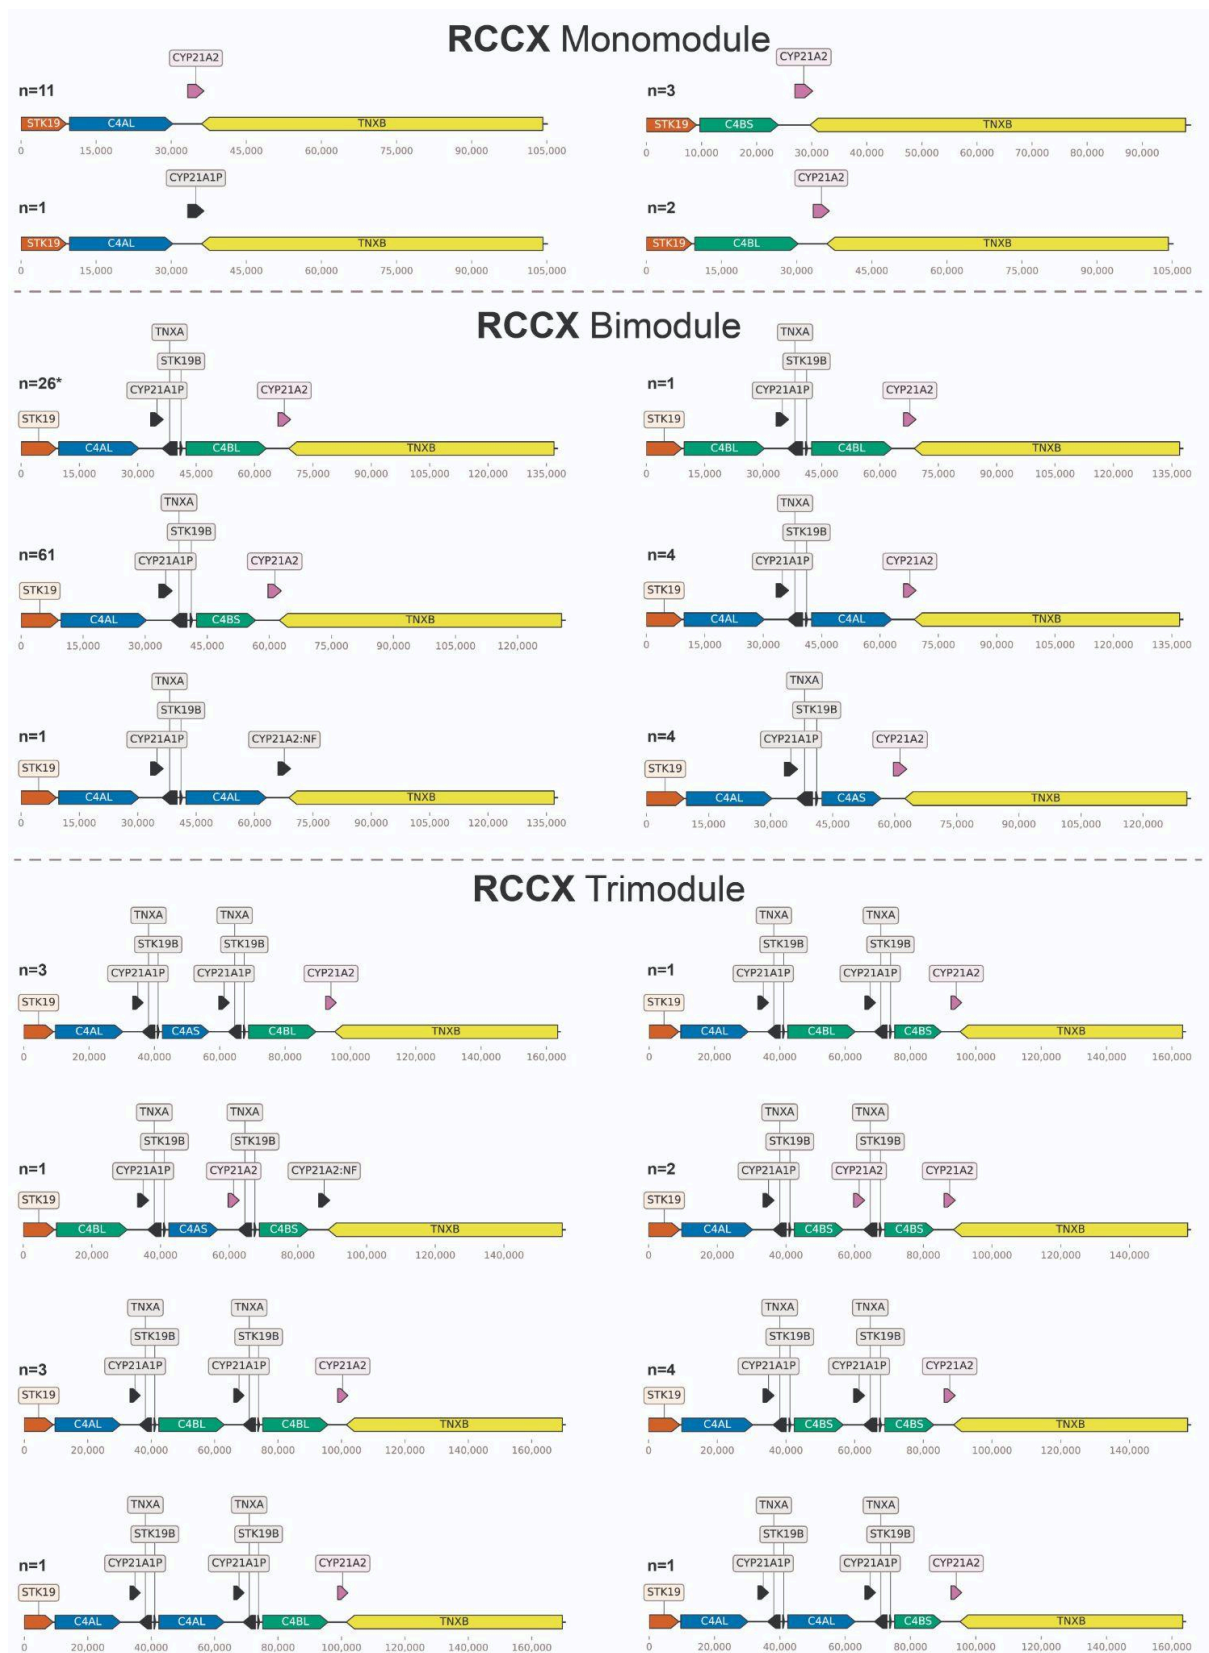 RCCX Monomodule
CYP21A2
n=11
STK19 C4AL TNXB
0 15,000 30,000 45,000 60,000 75,000 90,000 105,000
CYP21A2
n=3
STK19 C4BS TNXB
0 10,000 20,000 30,000 40,000 50,000 60,000 70,000 80,000 90,000
CYP21A1P
n=1
STK19 C4AL TNXB
0 15,000 30,000 45,000 60,000 75,000 90,000 105,000
CYP21A2
n=2
STK19 C4BL TNXB
0 15,000 30,000 45,000 60,000 75,000 90,000 105,000
RCCX Bimodule
TNXA
STK19B
n=26* CYP21A1P CYP21A2
STK19
C4AL C4BL TNXB
0 15,000 30,000 45,000 60,000 75,000 90,000 105,000 120,000 135,000
TNXA
STK19B
n=1 CYP21A1P CYP21A2
STK19
C4BL C4BL TNXB
0 15,000 30,000 45,000 60,000 75,000 90,000 105,000 120,000 135,000
TNXA
STK19B
n=61 CYP21A1P CYP21A2
STK19
C4AL C4BS TNXB
0 15,000 30,000 45,000 60,000 75,000 90,000 105,000 120,000
TNXA
STK19B
n=4 CYP21A1P CYP21A2
STK19
C4AL C4AL TNXB
0 15,000 30,000 45,000 60,000 75,000 90,000 105,000 120,000 135,000
TNXA
STK19B
n=1 CYP21A1P CYP21A2:NF
STK19
C4AL C4AL TNXB
0 15,000 30,000 45,000 60,000 75,000 90,000 105,000 120,000 135,000
TNXA
STK19B
n=4 CYP21A1P CYP21A2
STK19
C4AL C4AS TNXB
0 15,000 30,000 45,000 60,000 75,000 90,000 105,000 120,000
RCCX Trimodule
TNXA TNXA
STK19B STK19B
n=3 CYP21A1P CYP21A1P CYP21A2
STK19
C4AL C4AS C4BL TNXB
0 20,000 40,000 60,000 80,000 100,000 120,000 140,000 160,000
TNXA TNXA
STK19B STK19B
n=1 CYP21A1P CYP21A1P CYP21A2
STK19
C4AL C4BL C4BS TNXB
0 20,000 40,000 60,000 80,000 100,000 120,000 140,000 160,000
TNXA TNXA
STK19B STK19B
n=1 CYP21A1P CYP21A2 CYP21A2:NF
STK19
C4BL C4AS C4BS TNXB
0 20,000 40,000 60,000 80,000 100,000 120,000 140,000
TNXA TNXA
STK19B STK19B
n=2 CYP21A1P CYP21A2 CYP21A2
STK19
C4AL C4BS C4BS TNXB
0 20,000 40,000 60,000 80,000 100,000 120,000 140,000
TNXA TNXA
STK19B STK19B
n=3 CYP21A1P CYP21A1P CYP21A2
STK19
C4AL C4BL C4BL TNXB
0 20,000 40,000 60,000 80,000 100,000 120,000 140,000 160,000
TNXA TNXA
STK19B STK19B
n=4 CYP21A1P CYP21A1P CYP21A2
STK19
C4AL C4BS C4BS TNXB
0 20,000 40,000 60,000 80,000 100,000 120,000 140,000
TNXA TNXA
STK19B STK19B
n=1 CYP21A1P CYP21A1P CYP21A2
STK19
C4AL C4AL C4BL TNXB
0 20,000 40,000 60,000 80,000 100,000 120,000 140,000 160,000
TNXA TNXA
STK19B STK19B
n=1 CYP21A1P CYP21A1P CYP21A2
STK19
C4AL C4AL C4BS TNXB
0 20,000 40,000 60,000 80,000 100,000 120,000 140,000 160,000